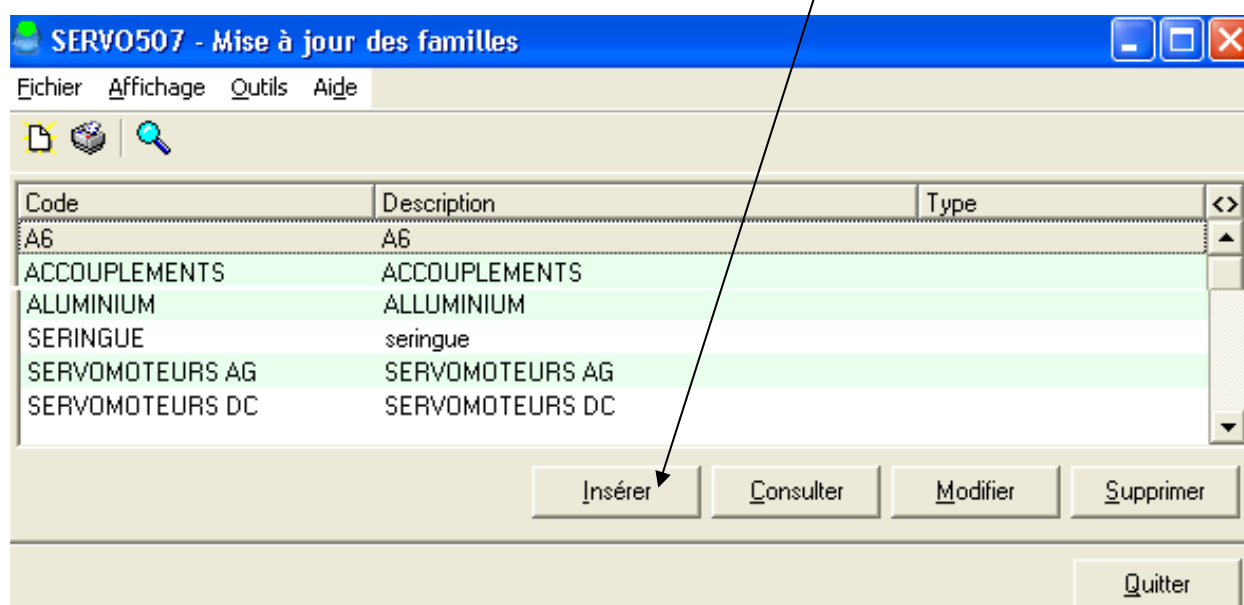 SERVO507 - Mise à jour des familles
Fichier Affichage Outils Aide
Code Description Type <>
A6 A6
ACCOUPLEMENTS ACCOUPLEMENTS
ALUMINIUM ALLUMINIUM
SERINGUE seringue
SERVOMOTEURS AG SERVOMOTEURS AG
SERVOMOTEURS DC SERVOMOTEURS DC
Insérer Consulter Modifier Supprimer
Quitter